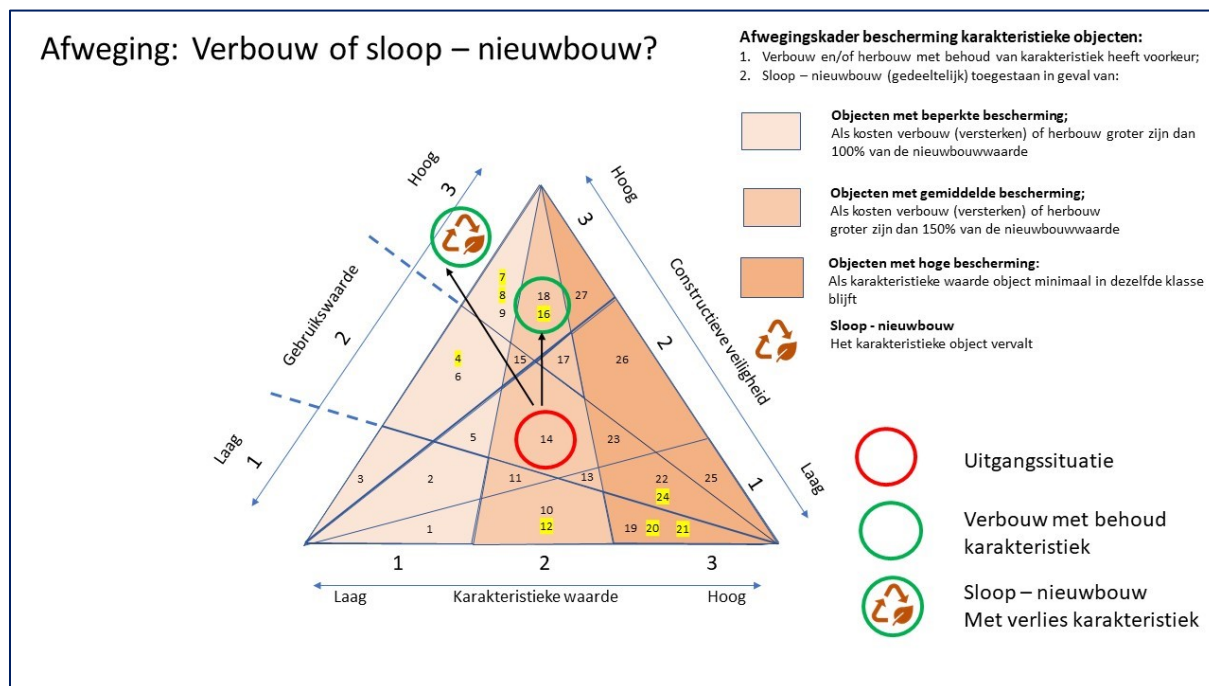 Afweging: Verbouw of sloop – nieuwbouw?
Afwegingskader bescherming karakteristieke objecten:
1. Verbouw en/of herbouw met behoud van karakteristiek heeft voorkeur;
2. Sloop – nieuwbouw (gedeeltelijk) toegestaan in geval van:
Objecten met beperkte bescherming;
Als kosten verbouw (versterken) of herbouw groter zijn dan
100% van de nieuwbouwwaarde
Objecten met gemiddelde bescherming;
Als kosten verbouw (versterken) of herbouw
groter zijn dan 150% van de nieuwbouwwaarde
Objecten met hoge bescherming:
Als karakteristieke waarde object minimaal in dezelfde klasse
blijft
Sloop - nieuwbouw
Het karakteristieke object vervalt
Uitgangssituatie
Verbouw met behoud
karakteristiek
Sloop – nieuwbouw
Met verlies karakteristiek
Hoog
3
Gebruikswaarde
2
Laag
1
Hoog
3
Constructieve veiligheid
2
Laag
1
7
8
9
18
16
27
4
6
15
17
26
5
14
23
3
2
11
13
22
24
25
1
10
12
19
20
21
1
2
3
Laag
Karakteristieke waarde
Hoog